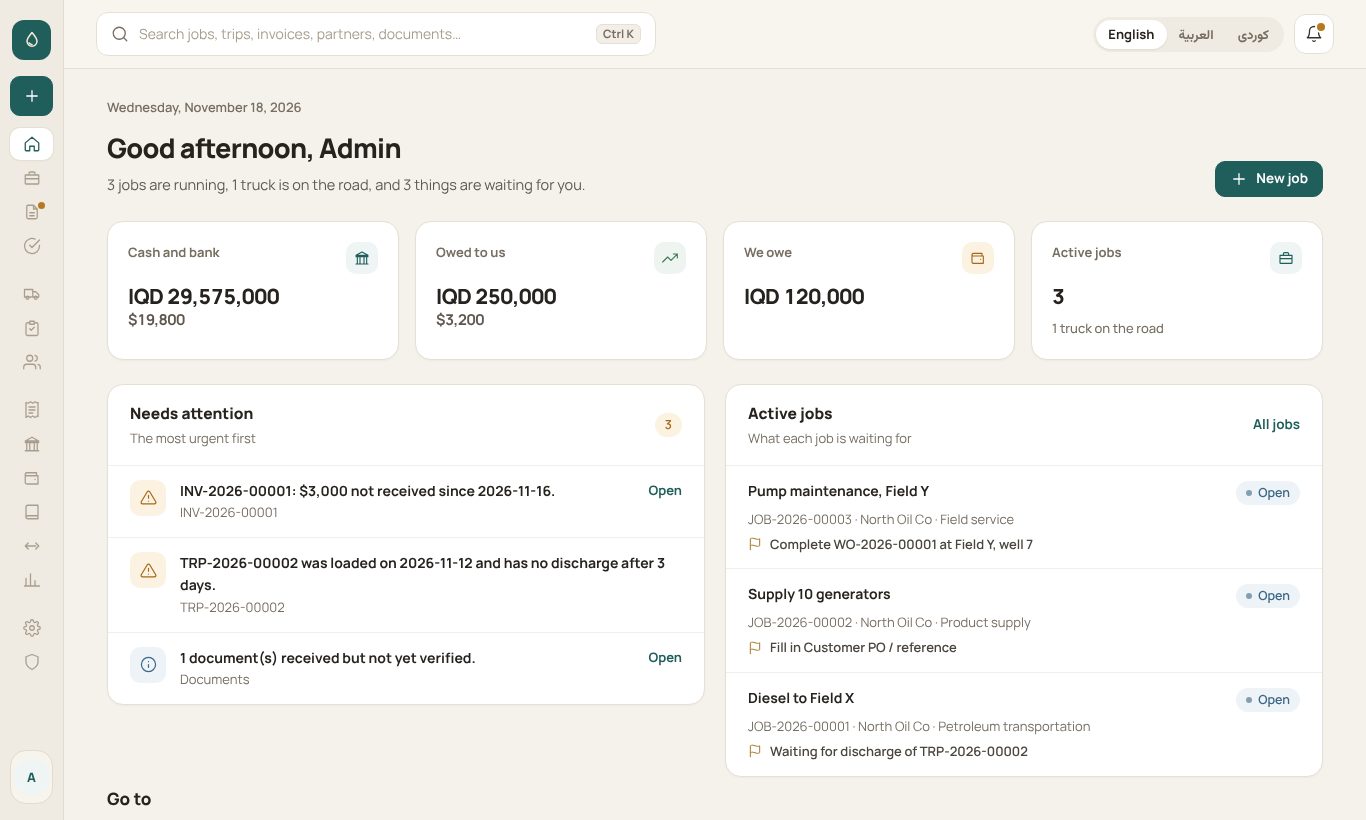 Search jobs, trips, invoices, partners, documents...
Ctrl K
English
العربية
کوردی
Wednesday, November 18, 2026
Good afternoon, Admin
3 jobs are running, 1 truck is on the road, and 3 things are waiting for you.
New job
Cash and bank
IQD 29,575,000
$19,800
Owed to us
IQD 250,000
$3,200
We owe
IQD 120,000
Active jobs
3
1 truck on the road
Needs attention
The most urgent first
3
INV-2026-00001: $3,000 not received since 2026-11-16.
INV-2026-00001
Open
TRP-2026-00002 was loaded on 2026-11-12 and has no discharge after 3
days.
TRP-2026-00002
1 document(s) received but not yet verified.
Documents
Open
Active jobs
What each job is waiting for
All jobs
Pump maintenance, Field Y
Open
JOB-2026-00003 · North Oil Co · Field service
Complete WO-2026-00001 at Field Y, well 7
Supply 10 generators
Open
JOB-2026-00002 · North Oil Co · Product supply
Fill in Customer PO / reference
Diesel to Field X
Open
JOB-2026-00001 · North Oil Co · Petroleum transportation
Waiting for discharge of TRP-2026-00002
A
Go to